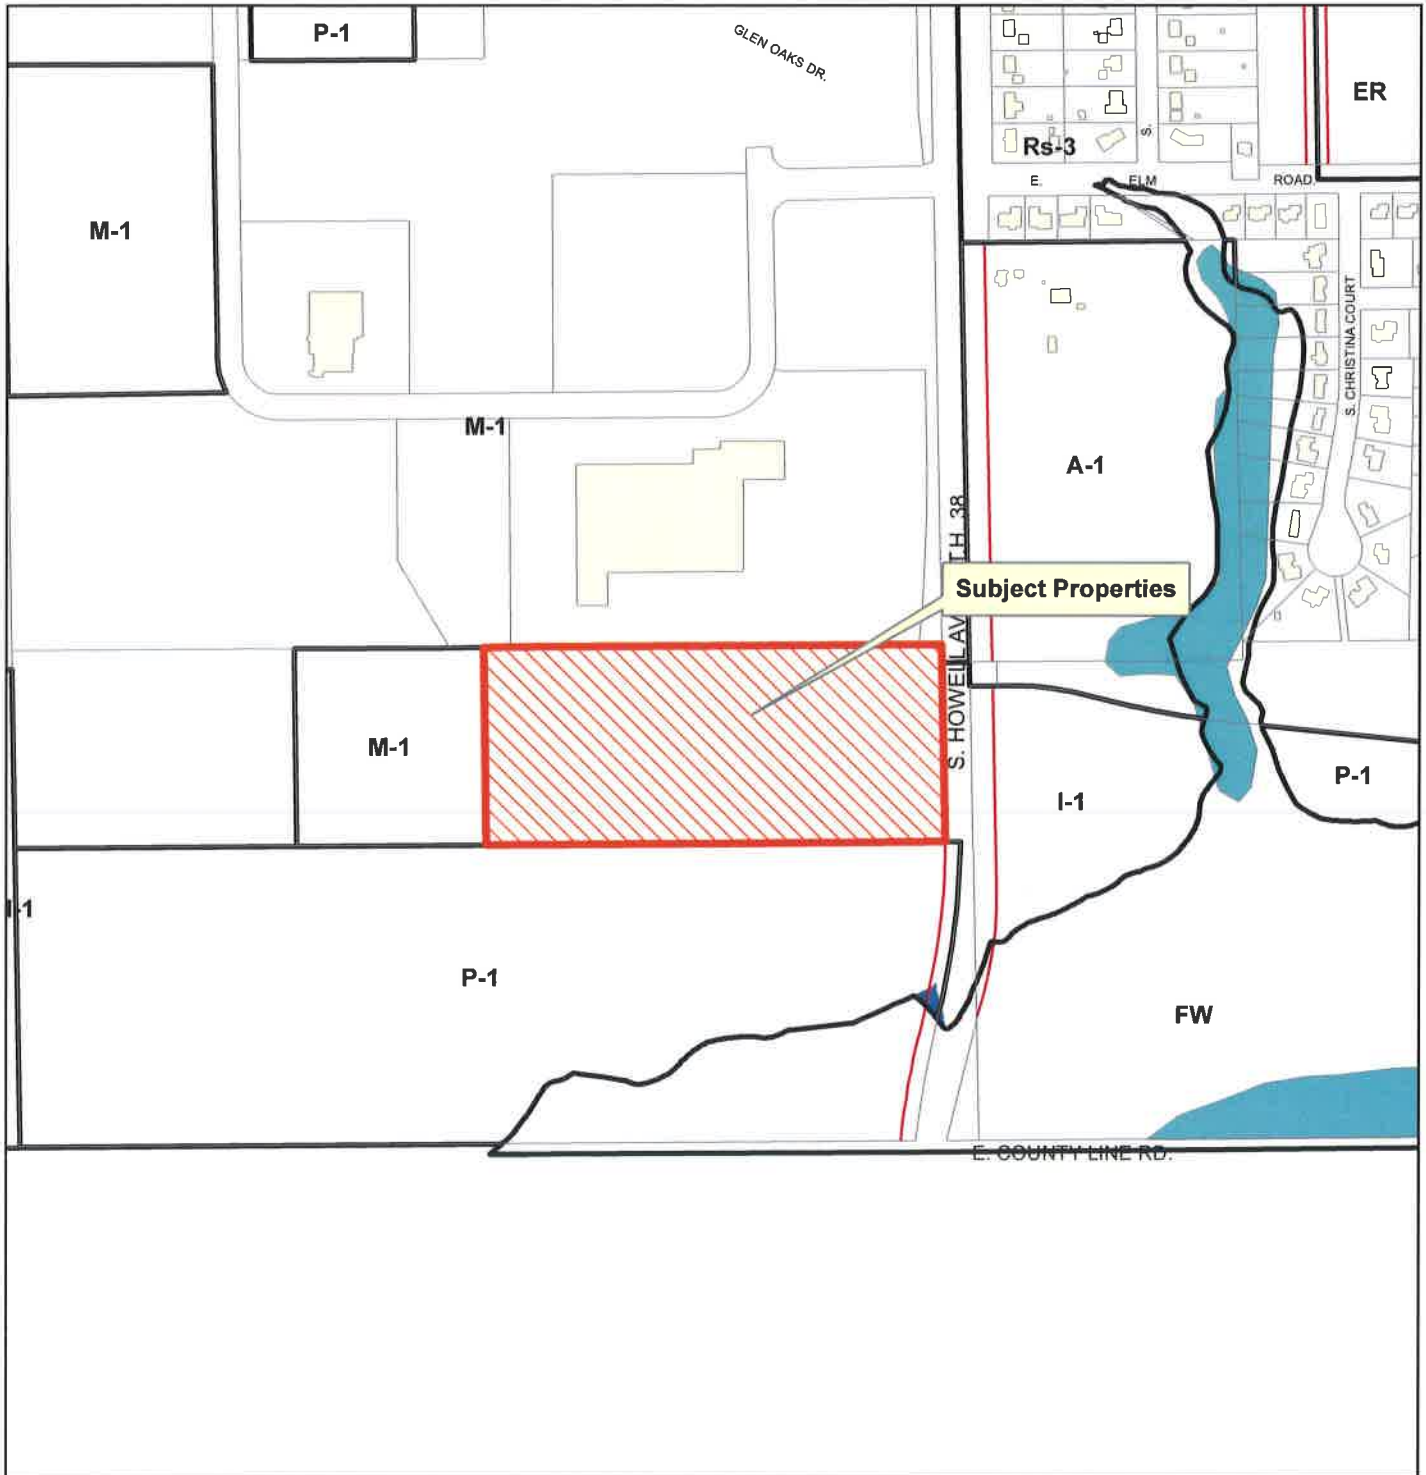 P-1
GLEN OAKS DR.
ER
Rs-3
S.
E. ELM ROAD.
M-1
S. CHRISTINA COURT
M-1
A-1
S. HOWELL AV T.H. 38
Subject Properties
M-1
I-1
P-1
I-1
P-1
FW
E. COUNTY LINE RD.